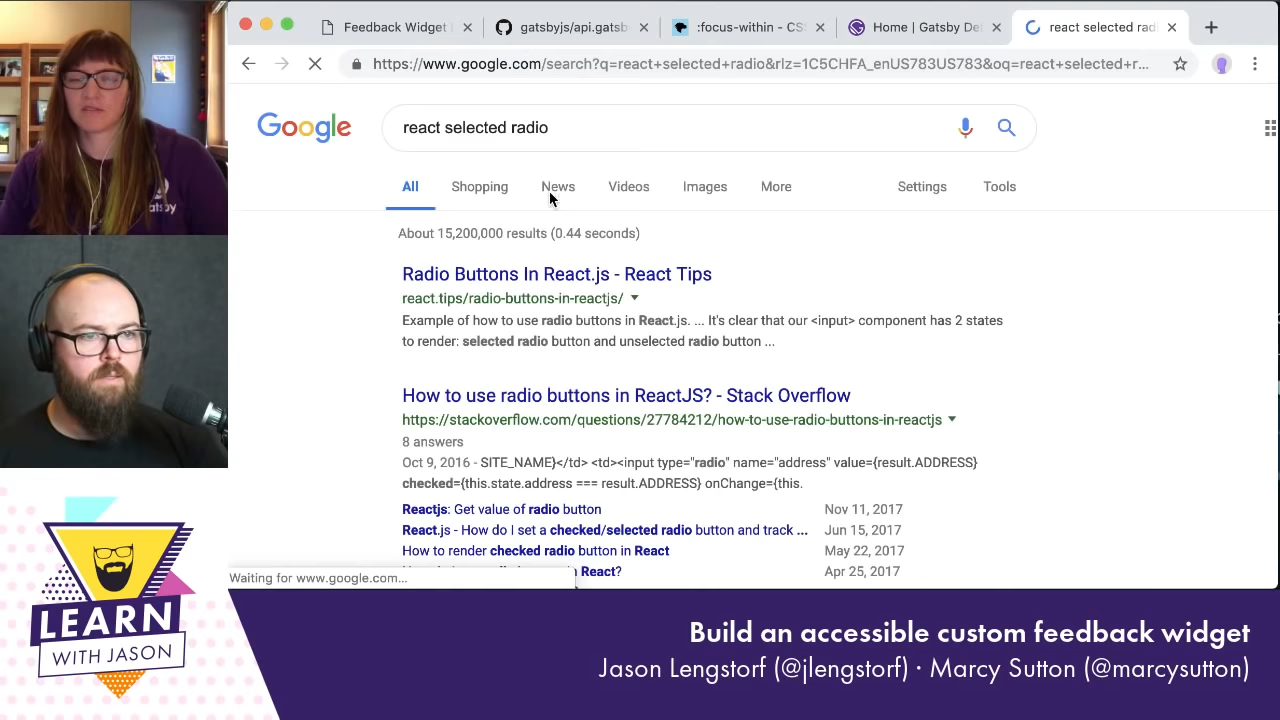 Feedback Widget
gatsbyjs/api.gatsb
:focus-within - CS
Home | Gatsby De
react selected radi
https://www.google.com/search?q=react+selected+radio&rlz=1C5CHFA_enUS783US783&oq=react+selected+r...
Google
react selected radio
All
Shopping
News
Videos
Images
More
Settings
Tools
About 15,200,000 results (0.44 seconds)
Radio Buttons In React.js - React Tips
react.tips/radio-buttons-in-reactjs/
Example of how to use radio buttons in React.js. ... It's clear that our <input> component has 2 states
to render: selected radio button and unselected radio button ...
How to use radio buttons in ReactJS? - Stack Overflow
https://stackoverflow.com/questions/27784212/how-to-use-radio-buttons-in-reactjs
8 answers
Oct 9, 2016 - SITE_NAME}</td> <td><input type="radio" name="address" value={result.ADDRESS}
checked={this.state.address === result.ADDRESS} onChange={this.
Reactjs: Get value of radio button Nov 11, 2017
React.js - How do I set a checked/selected radio button and track ... Jun 15, 2017
How to render checked radio button in React May 22, 2017
in React? Apr 25, 2017
Waiting for www.google.com...
atsby
LEARN
WITH JASON
Build an accessible custom feedback widget
Jason Lengstorf (@jlengstorf) · Marcy Sutton (@marcysutton)